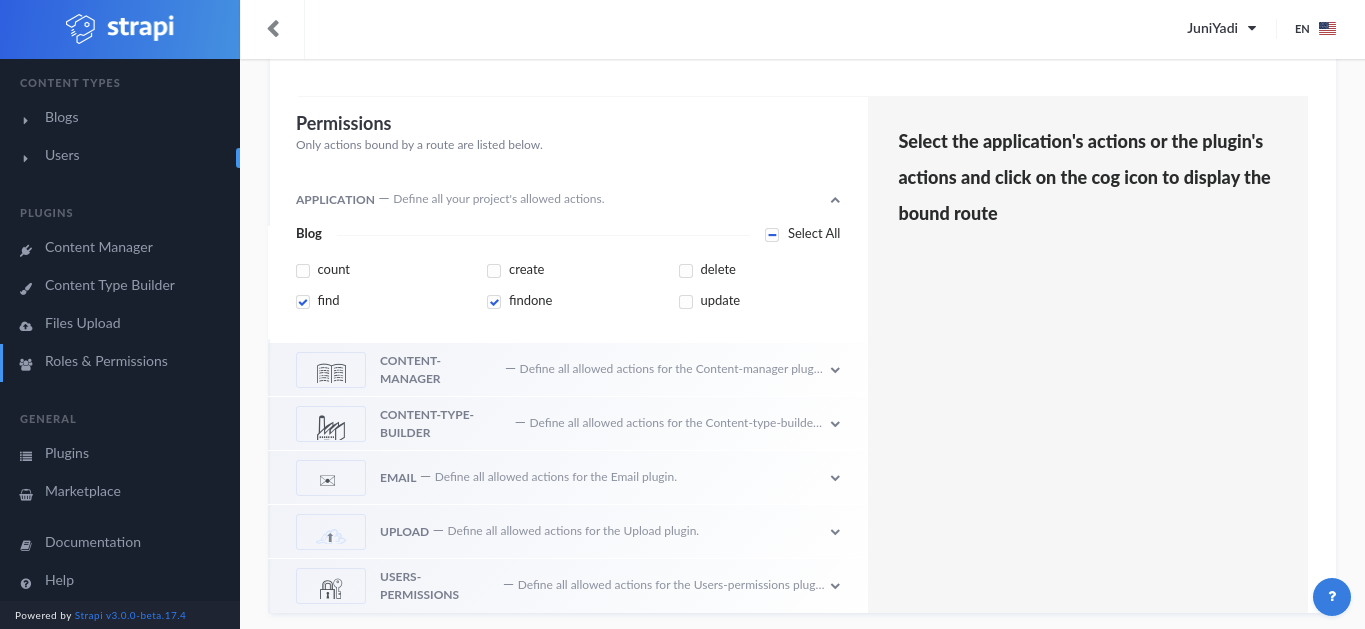 strapi
JuniYadi
EN
CONTENT TYPES
Blogs
Users
PLUGINS
Content Manager
Content Type Builder
Files Upload
Roles & Permissions
GENERAL
Plugins
Marketplace
Documentation
Help
Powered by Strapi v3.0.0-beta.17.4
Permissions
Only actions bound by a route are listed below.
APPLICATION — Define all your project's allowed actions.
Blog
Select All
count
create
delete
find
findone
update
CONTENT-
MANAGER
— Define all allowed actions for the Content-manager plug...
CONTENT-TYPE-
BUILDER
— Define all allowed actions for the Content-type-builde...
EMAIL — Define all allowed actions for the Email plugin.
UPLOAD — Define all allowed actions for the Upload plugin.
USERS-
PERMISSIONS
— Define all allowed actions for the Users-permissions plug...
Select the application's actions or the plugin's
actions and click on the cog icon to display the
bound route
?